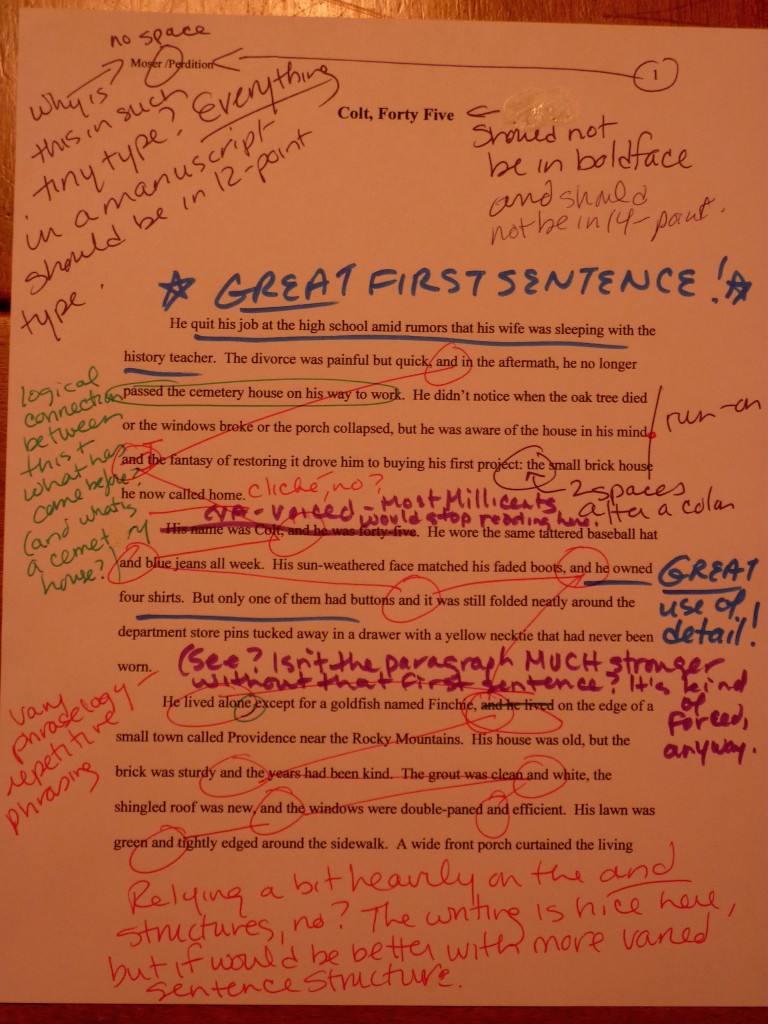 no space
Moser /Perdition
1
Why is
this in such
tiny type? Everything
in a manuscript
should be in 12-point
type.
Colt, Forty Five
should not
be in boldface
and should
not be in 14-point.
GREAT FIRST SENTENCE!
He quit his job at the high school amid rumors that his wife was sleeping with the
history teacher. The divorce was painful but quick, and in the aftermath, he no longer
passed the cemetery house on his way to work. He didn't notice when the oak tree died
or the windows broke or the porch collapsed, but he was aware of the house in his mind
and the fantasy of restoring it drove him to buying his first project: the small brick house
he now called home.
logical
connection
between
this +
what has
come before?
(and what is
a cemetery
house?)
run-on
cliché, no?
2 spaces
after a colon
- voiced - Most Millicents
would stop reading here.
His name was Colt, and he was forty-five. He wore the same tattered baseball hat
and blue jeans all week. His sun-weathered face matched his faded boots, and he owned
four shirts. But only one of them had buttons and it was still folded neatly around the
department store pins tucked away in a drawer with a yellow necktie that had never been
worn.
GREAT
use of
detail!
(See? Isn't the paragraph MUCH stronger
without that first sentence? It's kind
of
forced,
anyway.
vary
phraseology -
repetitive
phrasing
He lived alone except for a goldfish named Finchie, and he lived on the edge of a
small town called Providence near the Rocky Mountains. His house was old, but the
brick was sturdy and the years had been kind. The grout was clean and white, the
shingled roof was new, and the windows were double-paned and efficient. His lawn was
green and tightly edged around the sidewalk. A wide front porch curtained the living
Relying a bit heavily on the and
structures, no? The writing is nice here,
but it would be better with more varied
sentence structure.